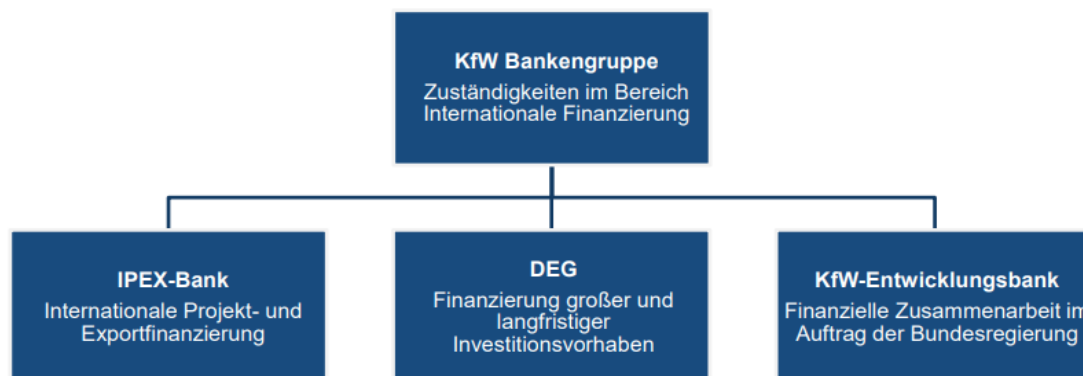 KfW Bankengruppe
Zuständigkeiten im Bereich
Internationale Finanzierung
IPEX-Bank
Internationale Projekt- und
Exportfinanzierung
DEG
Finanzierung großer und
langfristiger
Investitionsvorhaben
KfW-Entwicklungsbank
Finanzielle Zusammenarbeit im
Auftrag der Bundesregierung